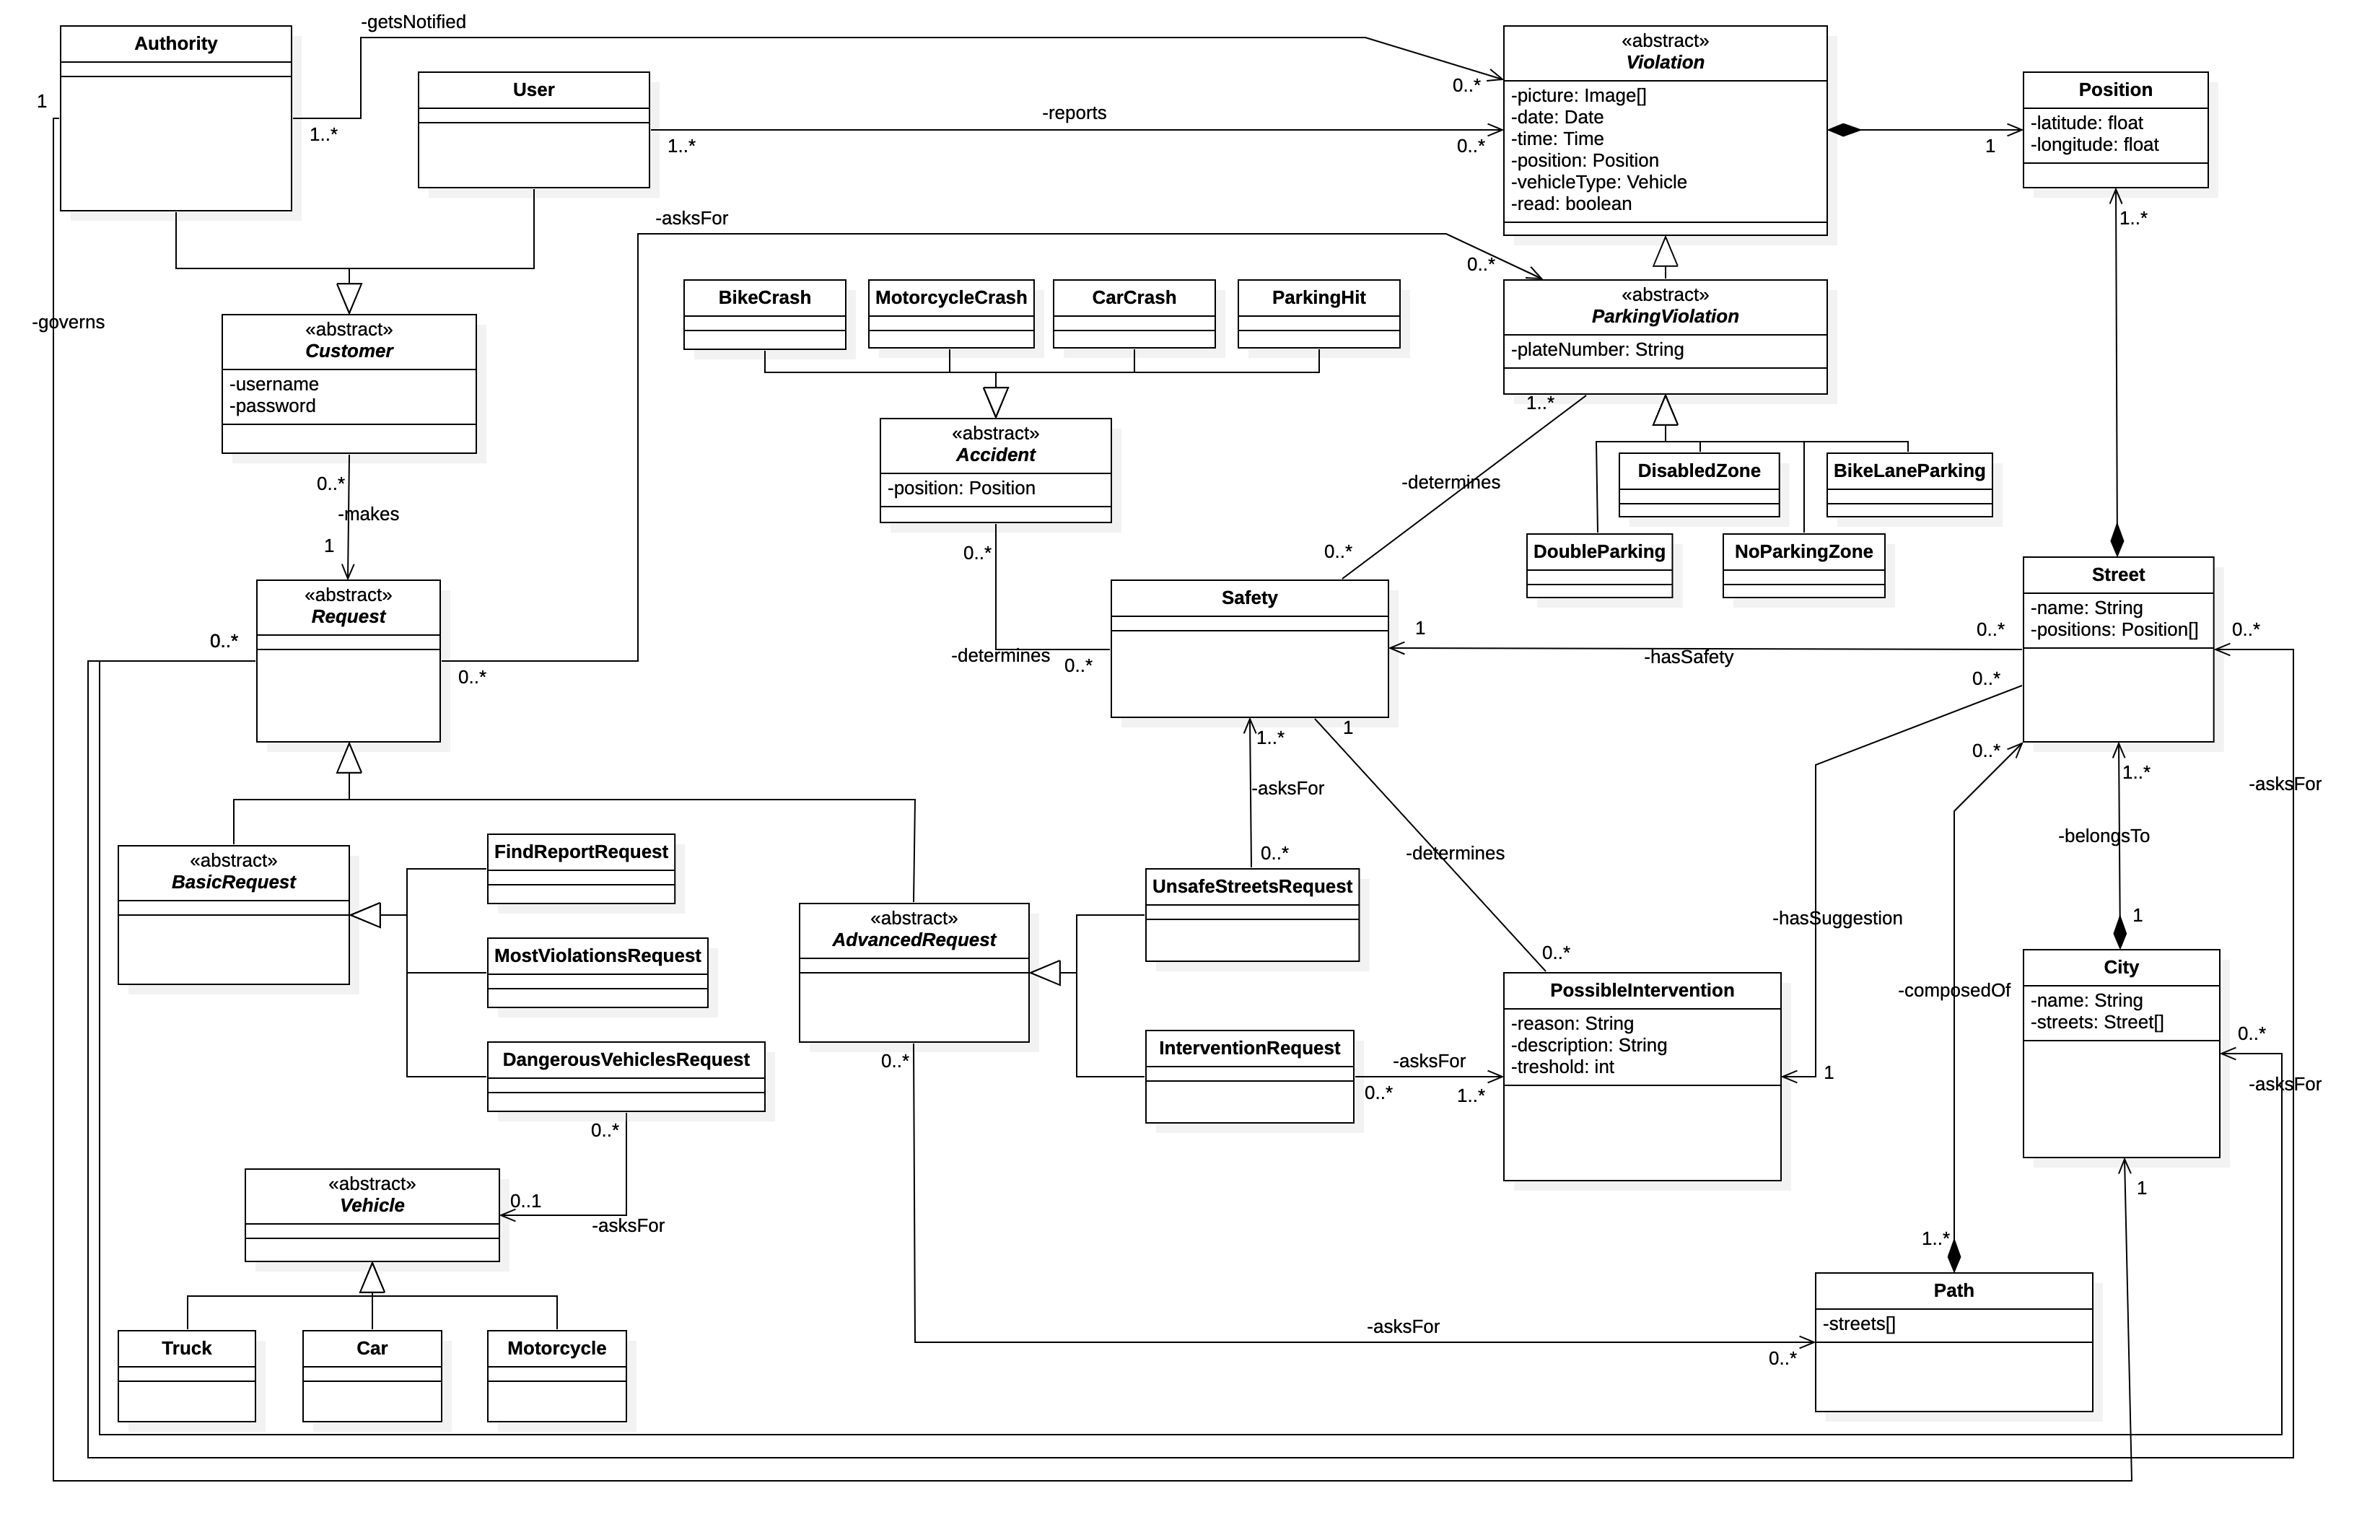 -getsNotified
Authority
«abstract»
Violation
User
Position
1
0..*
-picture: Image[]
-date: Date
-time: Time
-position: Position
-vehicleType: Vehicle
-read: boolean
-reports
-latitude: float
-longitude: float
1..*
1..*
0..*
1
-asksFor
1..*
0..*
BikeCrash
MotorcycleCrash
CarCrash
ParkingHit
«abstract»
ParkingViolation
-governs
«abstract»
Customer
-plateNumber: String
-username
-password
1..*
«abstract»
Accident
-position: Position
DisabledZone
BikeLaneParking
0..*
-determines
-makes
1
0..*
0..*
DoubleParking
NoParkingZone
Street
«abstract»
Request
Safety
-name: String
-positions: Position[]
0..*
1
0..*
0..*
-determines
0..*
-hasSafety
0..*
0..*
1..*
1
0..*
1..*
-asksFor
-asksFor
-belongsTo
«abstract»
BasicRequest
FindReportRequest
0..*
-determines
UnsafeStreetsRequest
«abstract»
AdvancedRequest
-hasSuggestion
1
MostViolationsRequest
0..*
City
PossibleIntervention
-composedOf
-name: String
-streets: Street[]
-reason: String
-description: String
-treshold: int
0..*
DangerousVehiclesRequest
0..*
InterventionRequest
-asksFor
1
-asksFor
0..*
1..*
0..*
«abstract»
Vehicle
0..1
-asksFor
1
1..*
Path
-streets[]
-asksFor
0..*
Truck
Car
Motorcycle